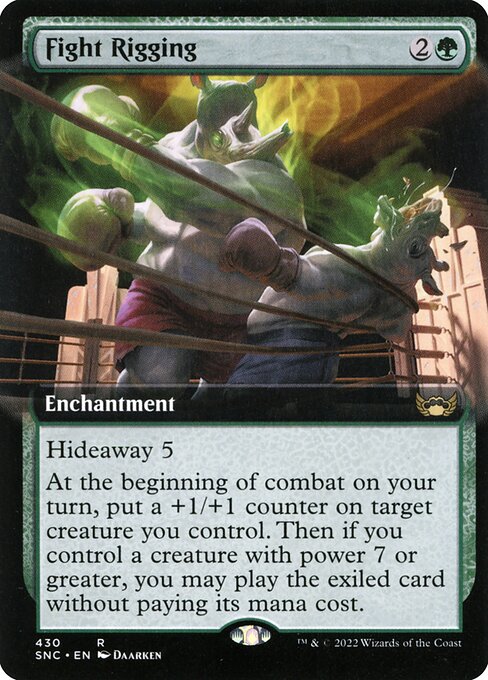 Fight Rigging 2
Enchantment
Hideaway 5
At the beginning of combat on your
turn, put a +1/+1 counter on target
creature you control. Then if you
control a creature with power 7 or
greater, you may play the exiled card
without paying its mana cost.
430 R
SNC • EN Daarken
™ & © 2022 Wizards of the Coast